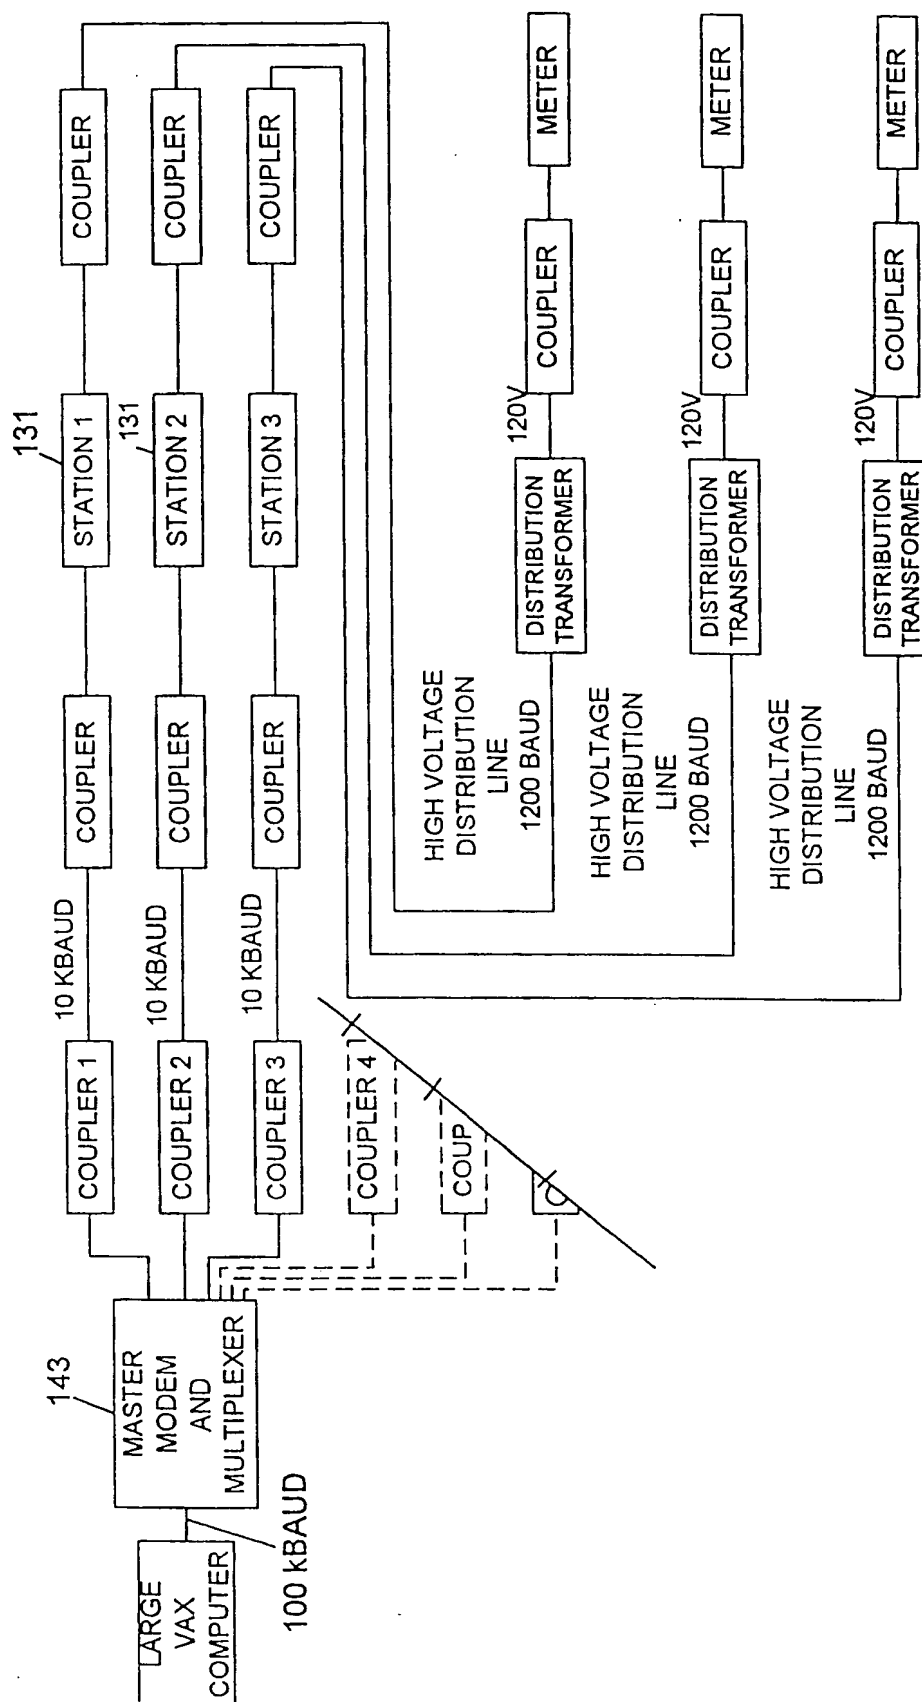 LARGE
VAX
COMPUTER
100 KBAUD
143
MASTER
MODEM
AND
MULTIPLEXER
COUPLER 1
10 KBAUD
COUPLER
131
STATION 1
COUPLER
COUPLER 2
10 KBAUD
COUPLER
131
STATION 2
COUPLER
COUPLER 3
10 KBAUD
COUPLER
STATION 3
COUPLER
COUPLER 4
COUP
C
HIGH VOLTAGE
DISTRIBUTION
LINE
1200 BAUD
DISTRIBUTION
TRANSFORMER
120V
COUPLER
METER
HIGH VOLTAGE
DISTRIBUTION
LINE
1200 BAUD
DISTRIBUTION
TRANSFORMER
120V
COUPLER
METER
HIGH VOLTAGE
DISTRIBUTION
LINE
1200 BAUD
DISTRIBUTION
TRANSFORMER
120V
COUPLER
METER